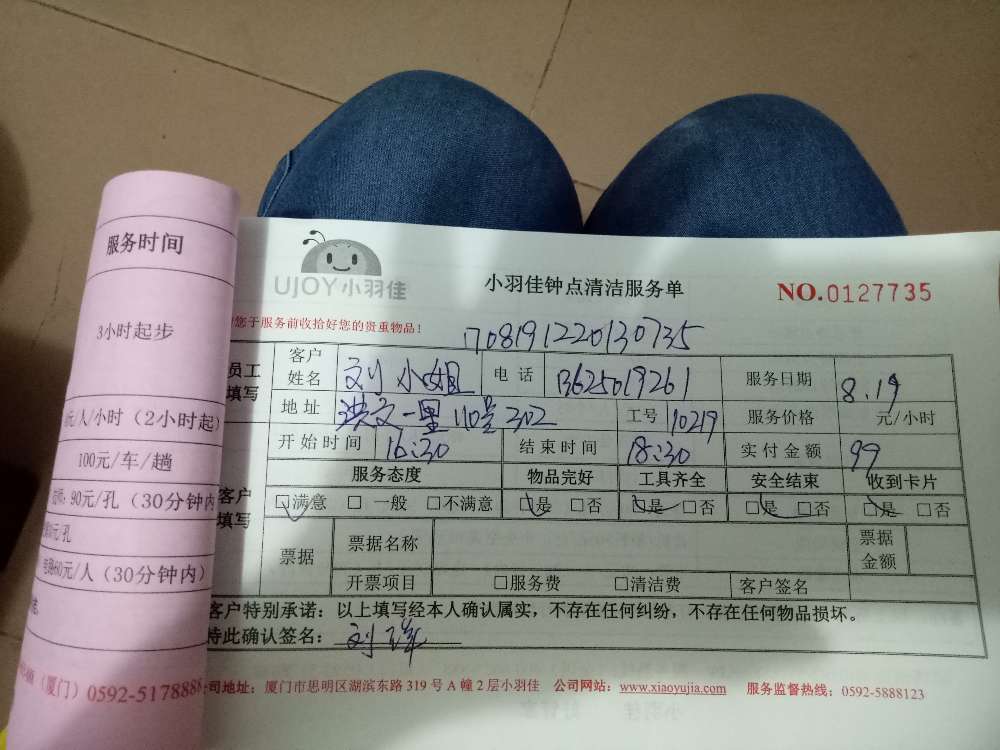 服务时间
3小时起步
元/人/小时（2小时起）
100元/车/趟
90元/孔（30分钟内
元/孔
60元/人（30分钟内）
（厦门）0592-5178888
UJOY小羽佳
小羽佳钟点清洁服务单
NO.0127735
您于服务前收拾好您的贵重物品！
1708191220130735
员工填写
客户姓名 刘小姐 电话 13625019261 服务日期 8.19
地址 洪文一里110号302 工号 10219 服务价格 元/小时
开始时间 16:30 结束时间 18:30 实付金额 99
客户填写
服务态度 物品完好 工具齐全 安全结束 收到卡片
☑满意 □一般 □不满意 ☑是 □否 ☑是 □否 ☑是 □否 ☑是 □否
票据 票据名称 票据金额
开票项目 □服务费 □清洁费 客户签名
客户特别承诺：以上填写经本人确认属实，不存在任何纠纷，不存在任何物品损坏。
特此确认签名：刘
公司地址：厦门市思明区湖滨东路319号A幢2层小羽佳 公司网站：www.xiaoyujia.com 服务监督热线：0592-5888123